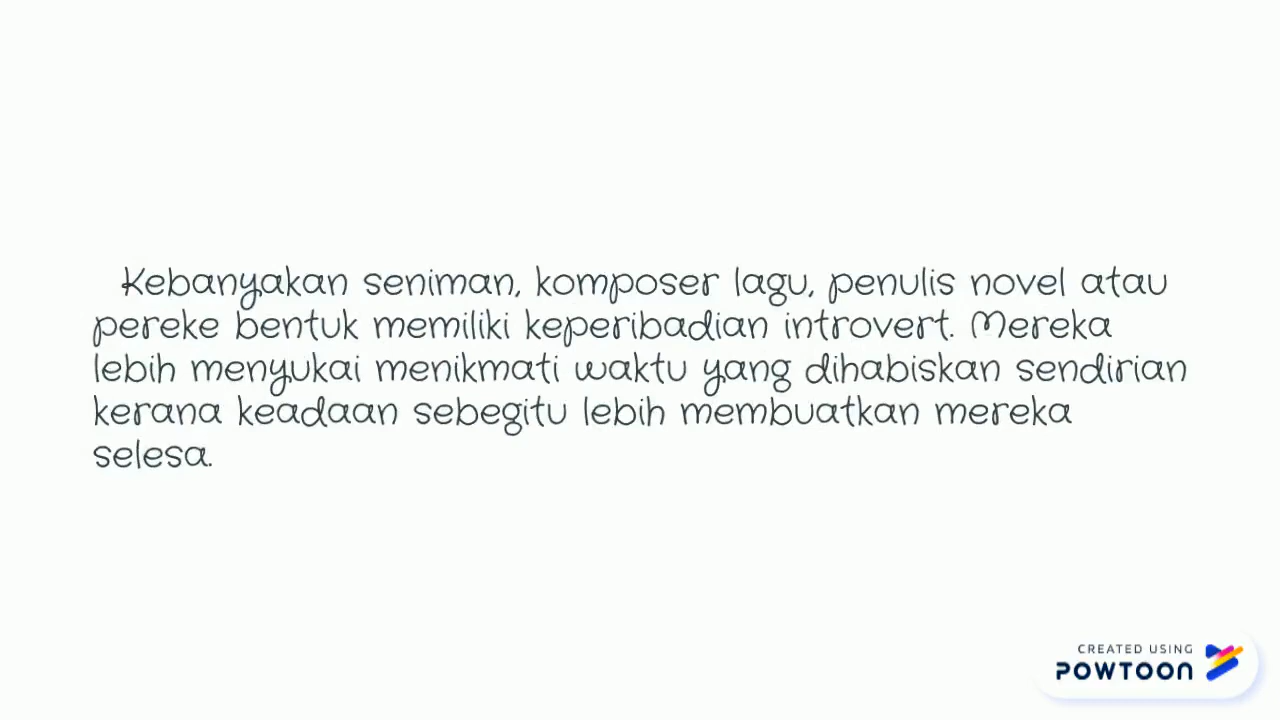 Kebanyakan seniman, komposer lagu, penulis novel atau
pereke bentuk memiliki keperibadian introvert. Mereka
lebih menyukai menikmati waktu yang dihabiskan sendirian
kerana keadaan sebegitu lebih membuatkan mereka
selesa.
CREATED USING
POWTOON